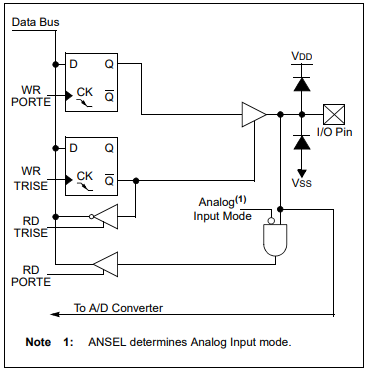 Data Bus
D Q
VDD
WR
PORTE
CK Q
I/O Pin
D Q
WR
TRISE
CK Q
VSS
Analog(1)
Input Mode
RD
TRISE
RD
PORTE
To A/D Converter
Note 1: ANSEL determines Analog Input mode.